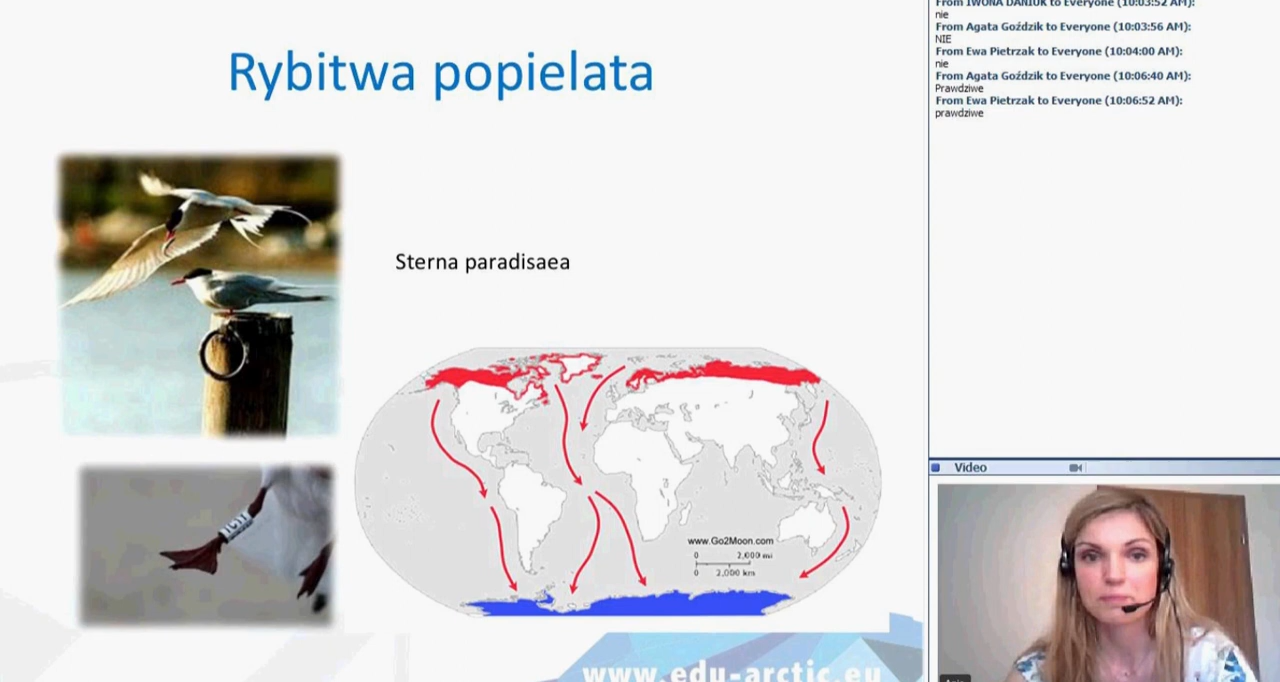 Rybitwa popielata
Sterna paradisaea
www.Go2Moon.com
0 2,000 mi
0 2,000 km
www.edu-arctic.eu
From IWONA DANIUK to Everyone (10:03:52 AM):
nie
From Agata Goździk to Everyone (10:03:56 AM):
NIE
From Ewa Pietrzak to Everyone (10:04:00 AM):
nie
From Agata Goździk to Everyone (10:06:40 AM):
Prawdziwe
From Ewa Pietrzak to Everyone (10:06:52 AM):
prawdziwe
Video